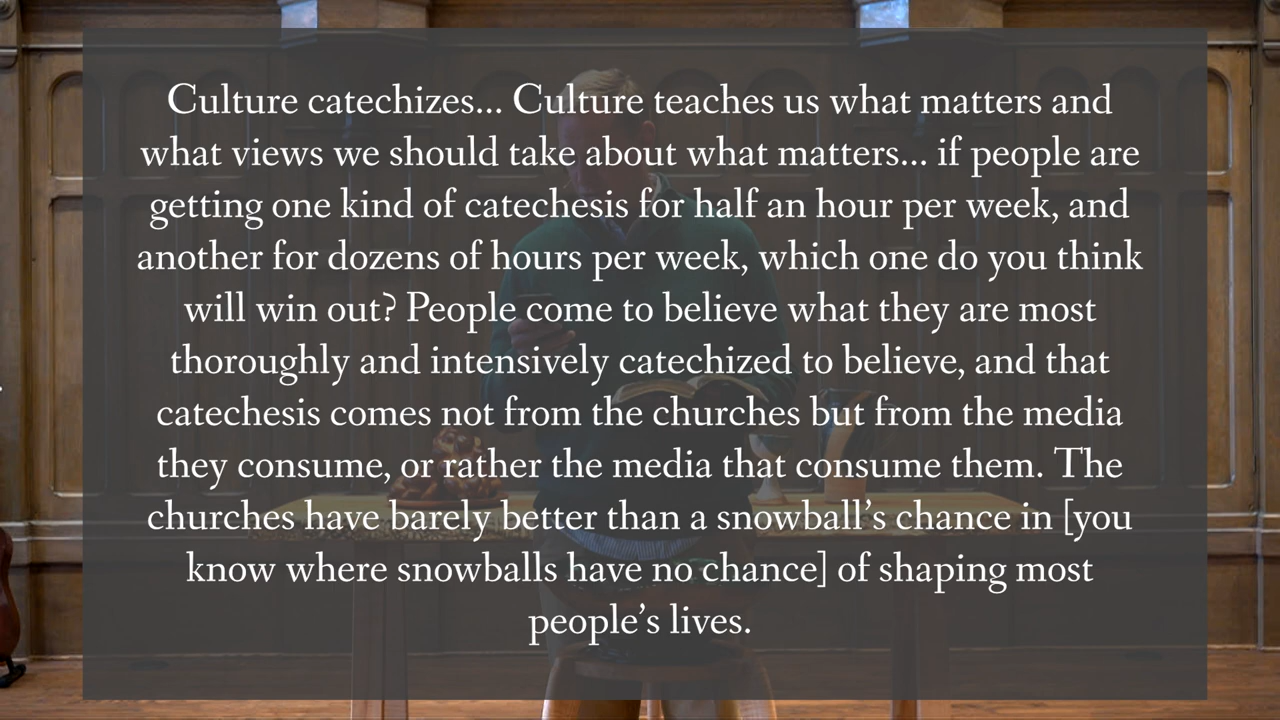 Culture catechizes... Culture teaches us what matters and
what views we should take about what matters... if people are
getting one kind of catechesis for half an hour per week, and
another for dozens of hours per week, which one do you think
will win out? People come to believe what they are most
thoroughly and intensively catechized to believe, and that
catechesis comes not from the churches but from the media
they consume, or rather the media that consume them. The
churches have barely better than a snowball’s chance in [you
know where snowballs have no chance] of shaping most
people’s lives.